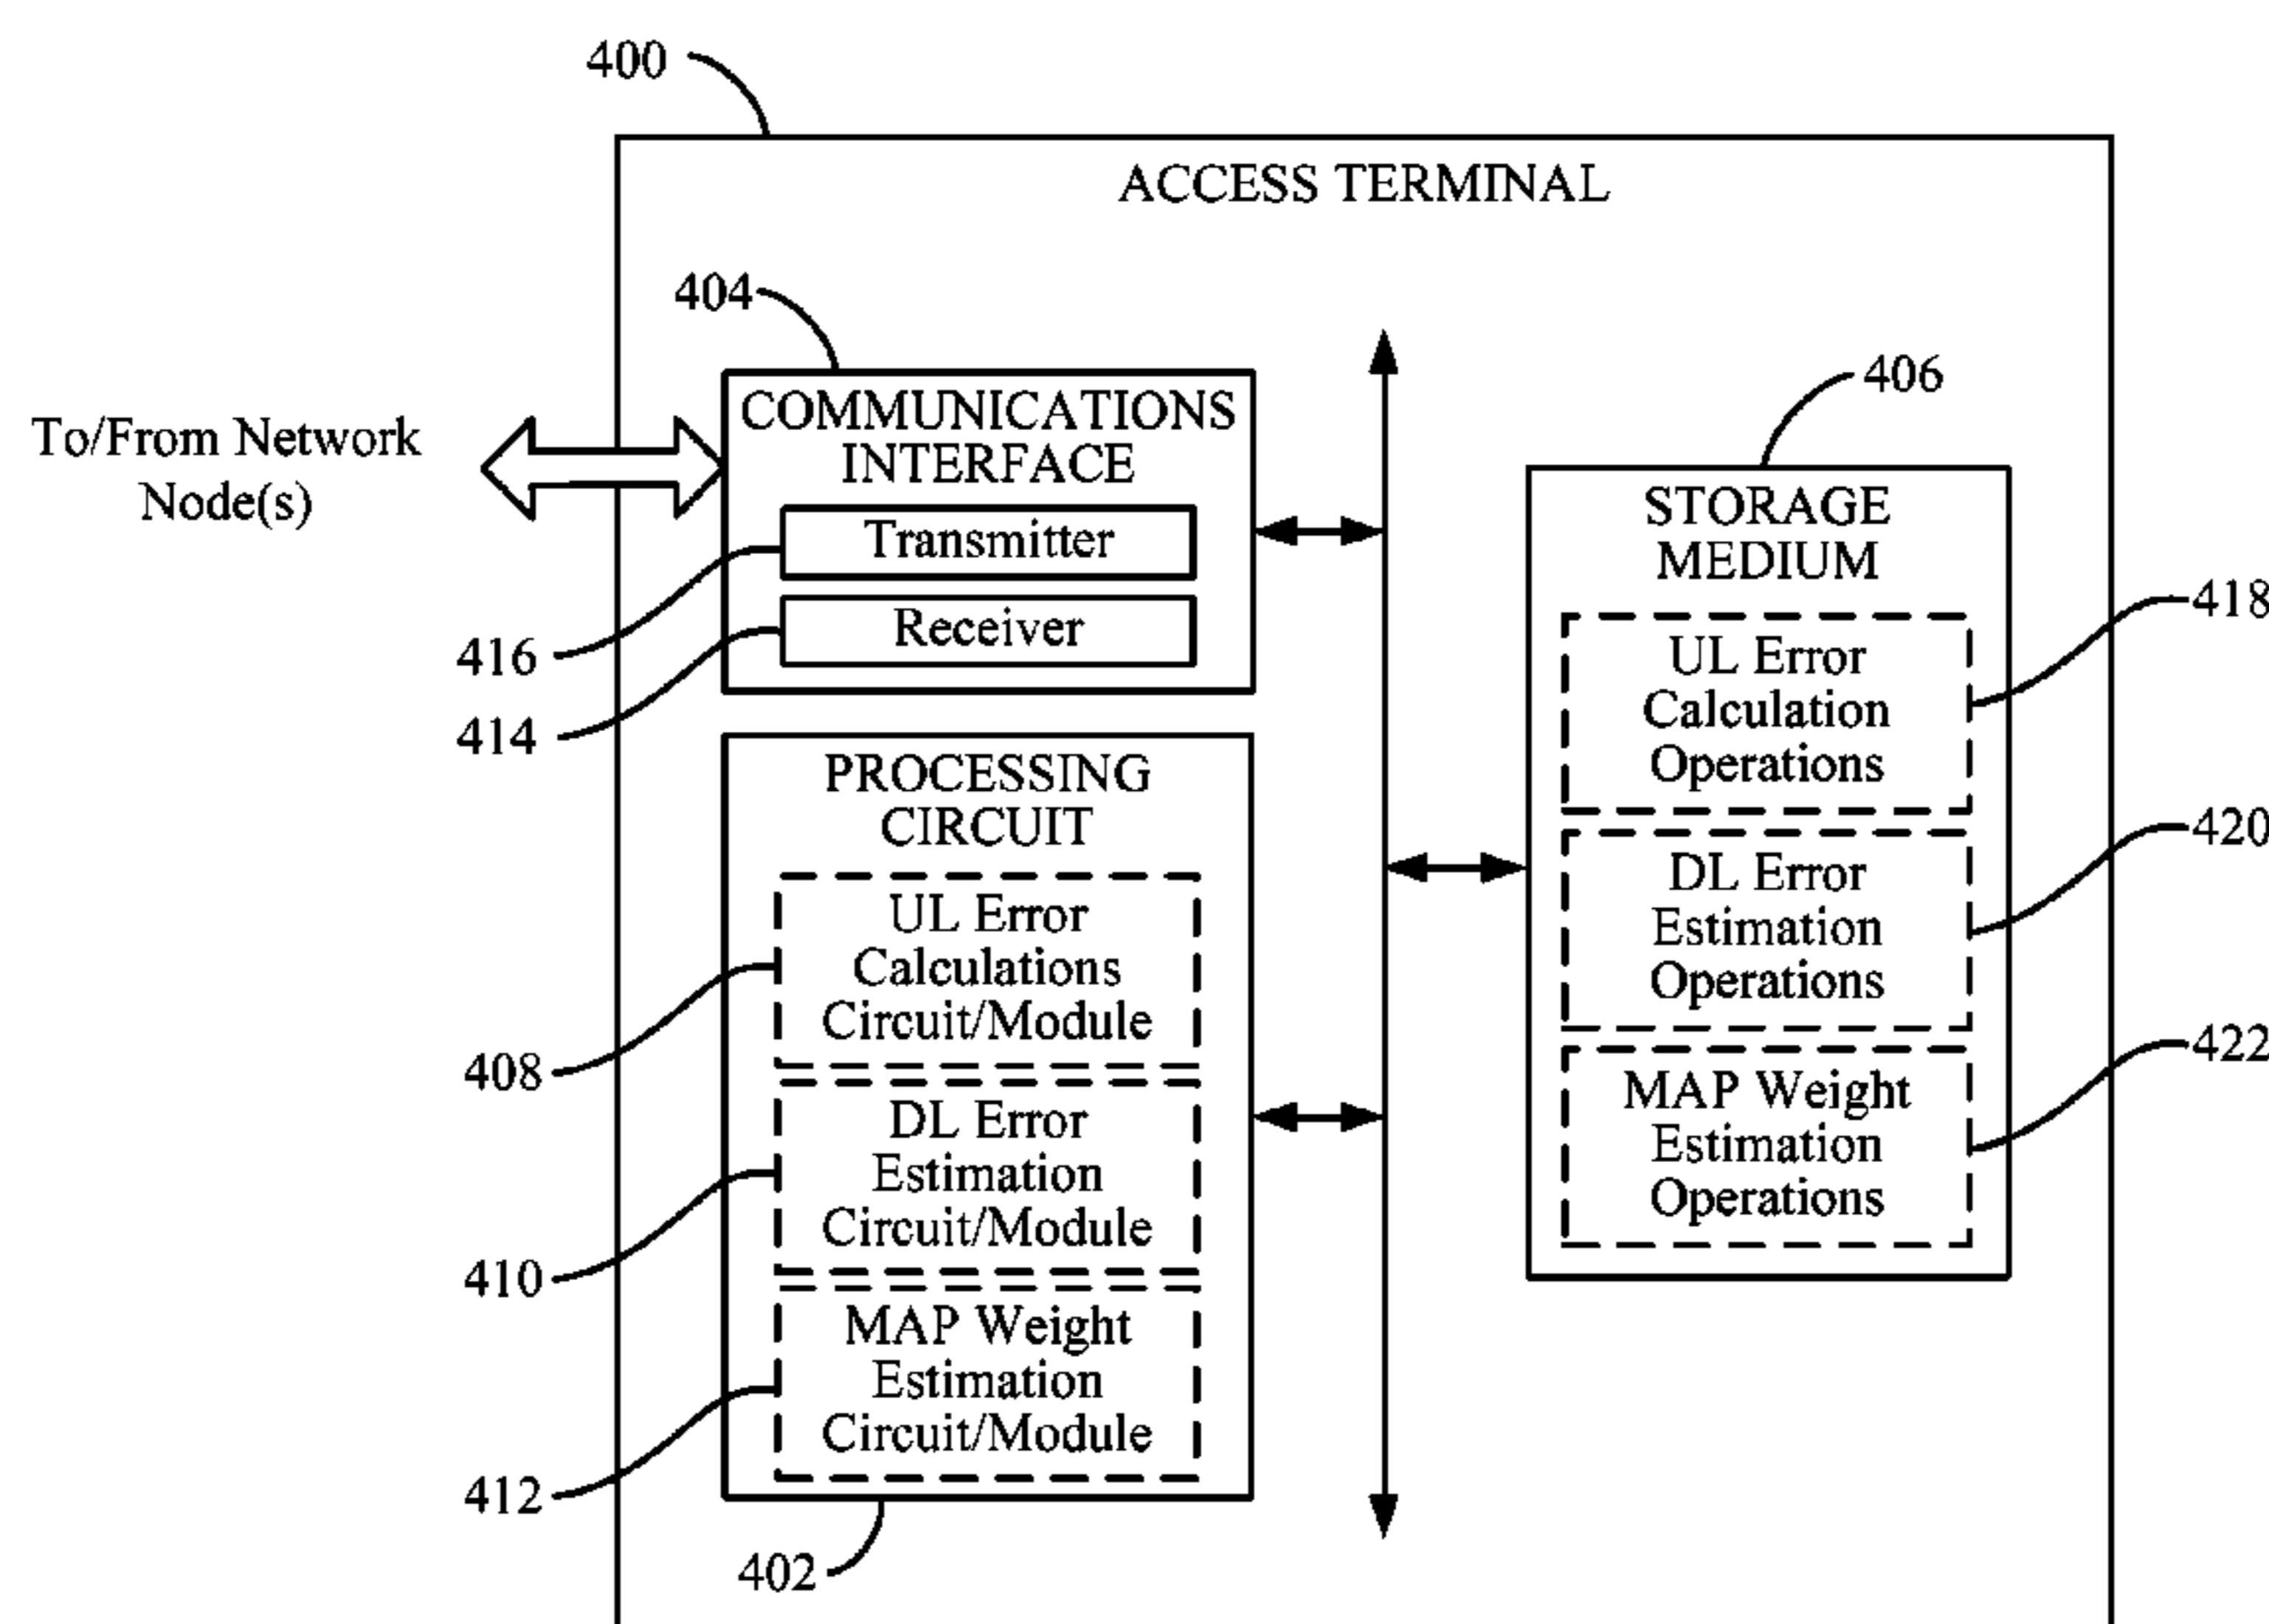 400
ACCESS TERMINAL
404
406
To/From Network
Node(s)
COMMUNICATIONS
INTERFACE
Transmitter
Receiver
416
414
STORAGE
MEDIUM
UL Error
Calculation
Operations
418
DL Error
Estimation
Operations
420
MAP Weight
Estimation
Operations
422
PROCESSING
CIRCUIT
UL Error
Calculations
Circuit/Module
408
DL Error
Estimation
Circuit/Module
410
MAP Weight
Estimation
Circuit/Module
412
402